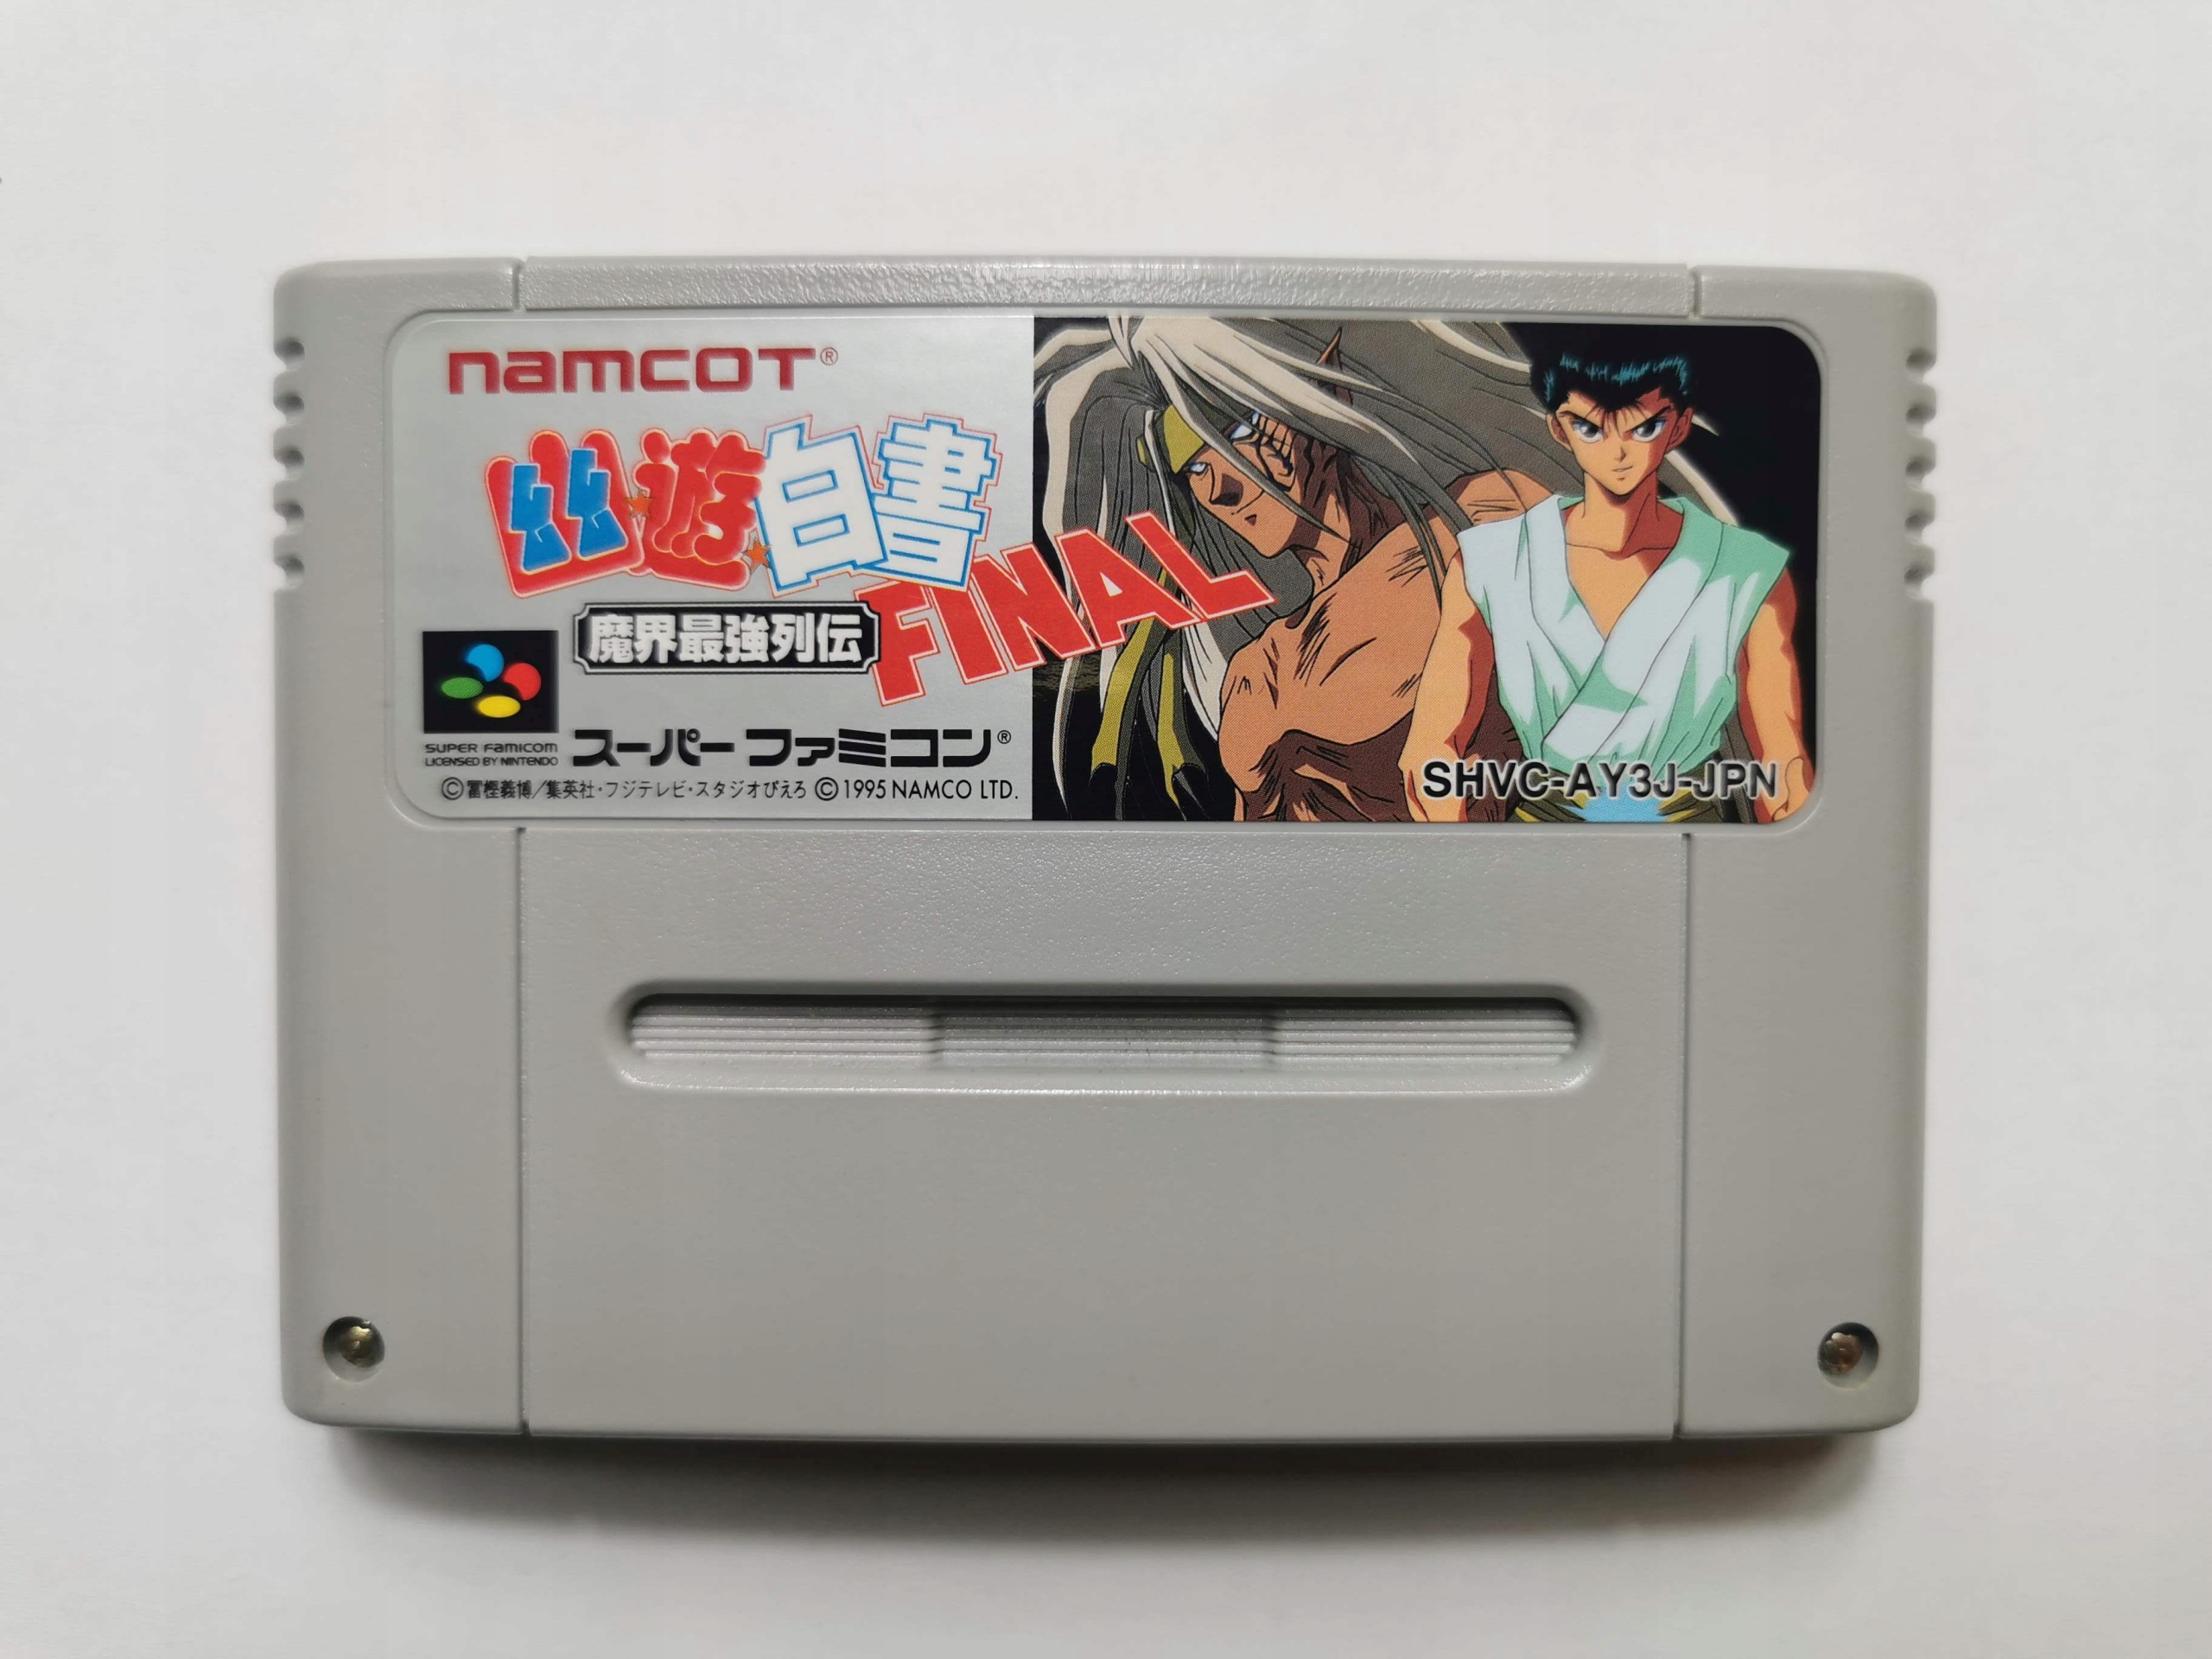 namcot®
幽★遊★白書
FINAL
魔界最強列伝
SUPER FAMICOM
LICENSED BY NINTENDO
スーパーファミコン®
©冨樫義博/集英社・フジテレビ・スタジオぴえろ ©1995 NAMCO LTD.
SHVC-AY3J-JPN